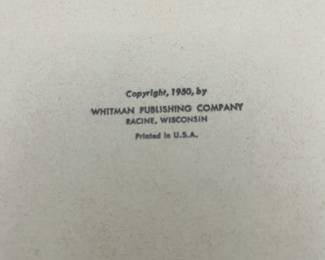 Copyright, 1950, by
WHITMAN PUBLISHING COMPANY
RACINE, WISCONSIN
Printed in U.S.A.